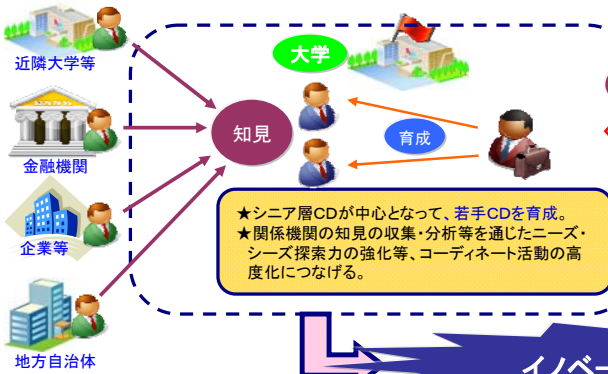 近隣大学等
大学
金融機関
知見
育成
企業等
★シニア層CDが中心となって、若手CDを育成。
★関係機関の知見の収集・分析等を通じたニーズ・
シーズ探索力の強化等、コーディネート活動の高
度化につなげる。
地方自治体
イノベー